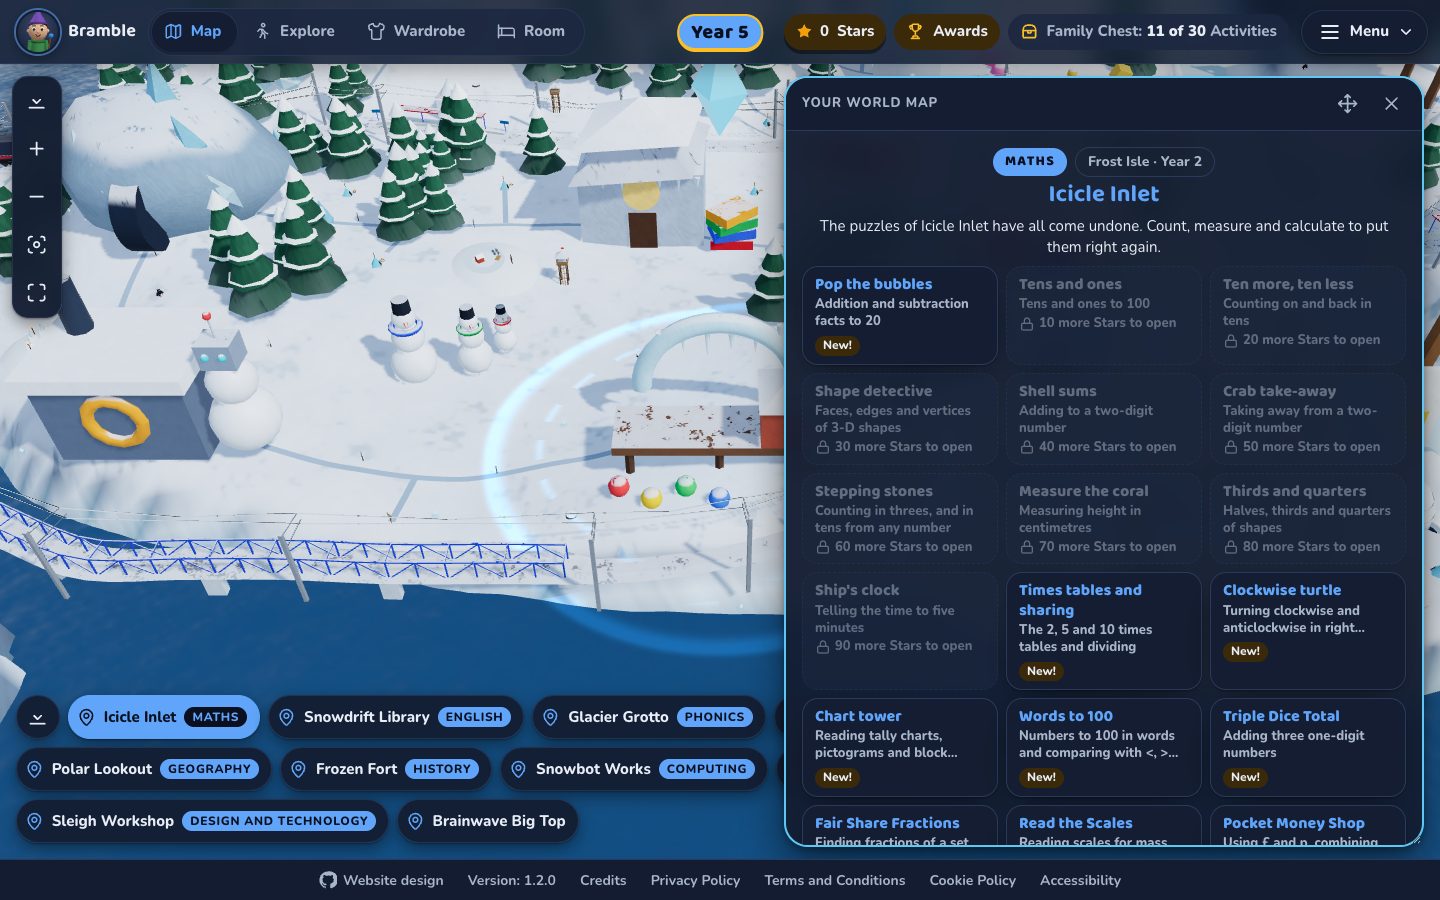 Bramble
Map
Explore
Wardrobe
Room
Year 5
0 Stars
Awards
Family Chest: 11 of 30 Activities
Menu
YOUR WORLD MAP
MATHS
Frost Isle · Year 2
Icicle Inlet
The puzzles of Icicle Inlet have all come undone. Count, measure and calculate to put
them right again.
Pop the bubbles
Addition and subtraction
facts to 20
New!
Tens and ones
Tens and ones to 100
10 more Stars to open
Ten more, ten less
Counting on and back in
tens
20 more Stars to open
Shape detective
Faces, edges and vertices
of 3-D shapes
30 more Stars to open
Shell sums
Adding to a two-digit
number
40 more Stars to open
Crab take-away
Taking away from a two-
digit number
50 more Stars to open
Stepping stones
Counting in threes, and in
tens from any number
60 more Stars to open
Measure the coral
Measuring height in
centimetres
70 more Stars to open
Thirds and quarters
Halves, thirds and quarters
of shapes
80 more Stars to open
Ship's clock
Telling the time to five
minutes
90 more Stars to open
Times tables and
sharing
The 2, 5 and 10 times
tables and dividing
New!
Clockwise turtle
Turning clockwise and
anticlockwise in right...
New!
Chart tower
Reading tally charts,
pictograms and block...
New!
Words to 100
Numbers to 100 in words
and comparing with <, >...
New!
Triple Dice Total
Adding three one-digit
numbers
New!
Fair Share Fractions
Finding fractions of a set
Read the Scales
Reading scales for mass
Pocket Money Shop
Using £ and p, combining
Icicle Inlet MATHS
Snowdrift Library ENGLISH
Glacier Grotto PHONICS
Polar Lookout GEOGRAPHY
Frozen Fort HISTORY
Snowbot Works COMPUTING
Sleigh Workshop DESIGN AND TECHNOLOGY
Brainwave Big Top
Website design
Version: 1.2.0
Credits
Privacy Policy
Terms and Conditions
Cookie Policy
Accessibility